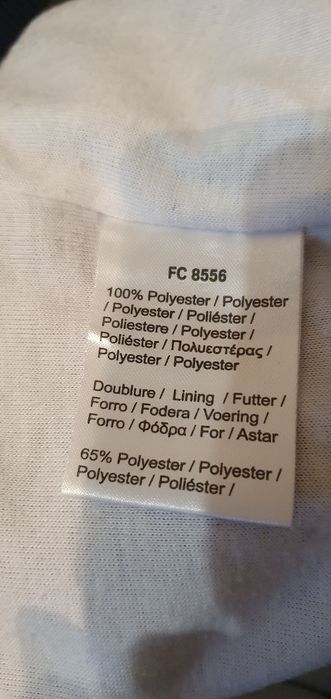 FC 8556
100% Polyester / Polyester
/ Polyester / Poliéster /
Poliestere / Polyester /
Poliéster / Πολυεστέρας /
Polyester / Polyester
Doublure / Lining / Futter /
Forro / Fodera / Voering /
Forro / Φόδρα / For / Astar
65% Polyester / Polyester /
Polyester / Poliéster /